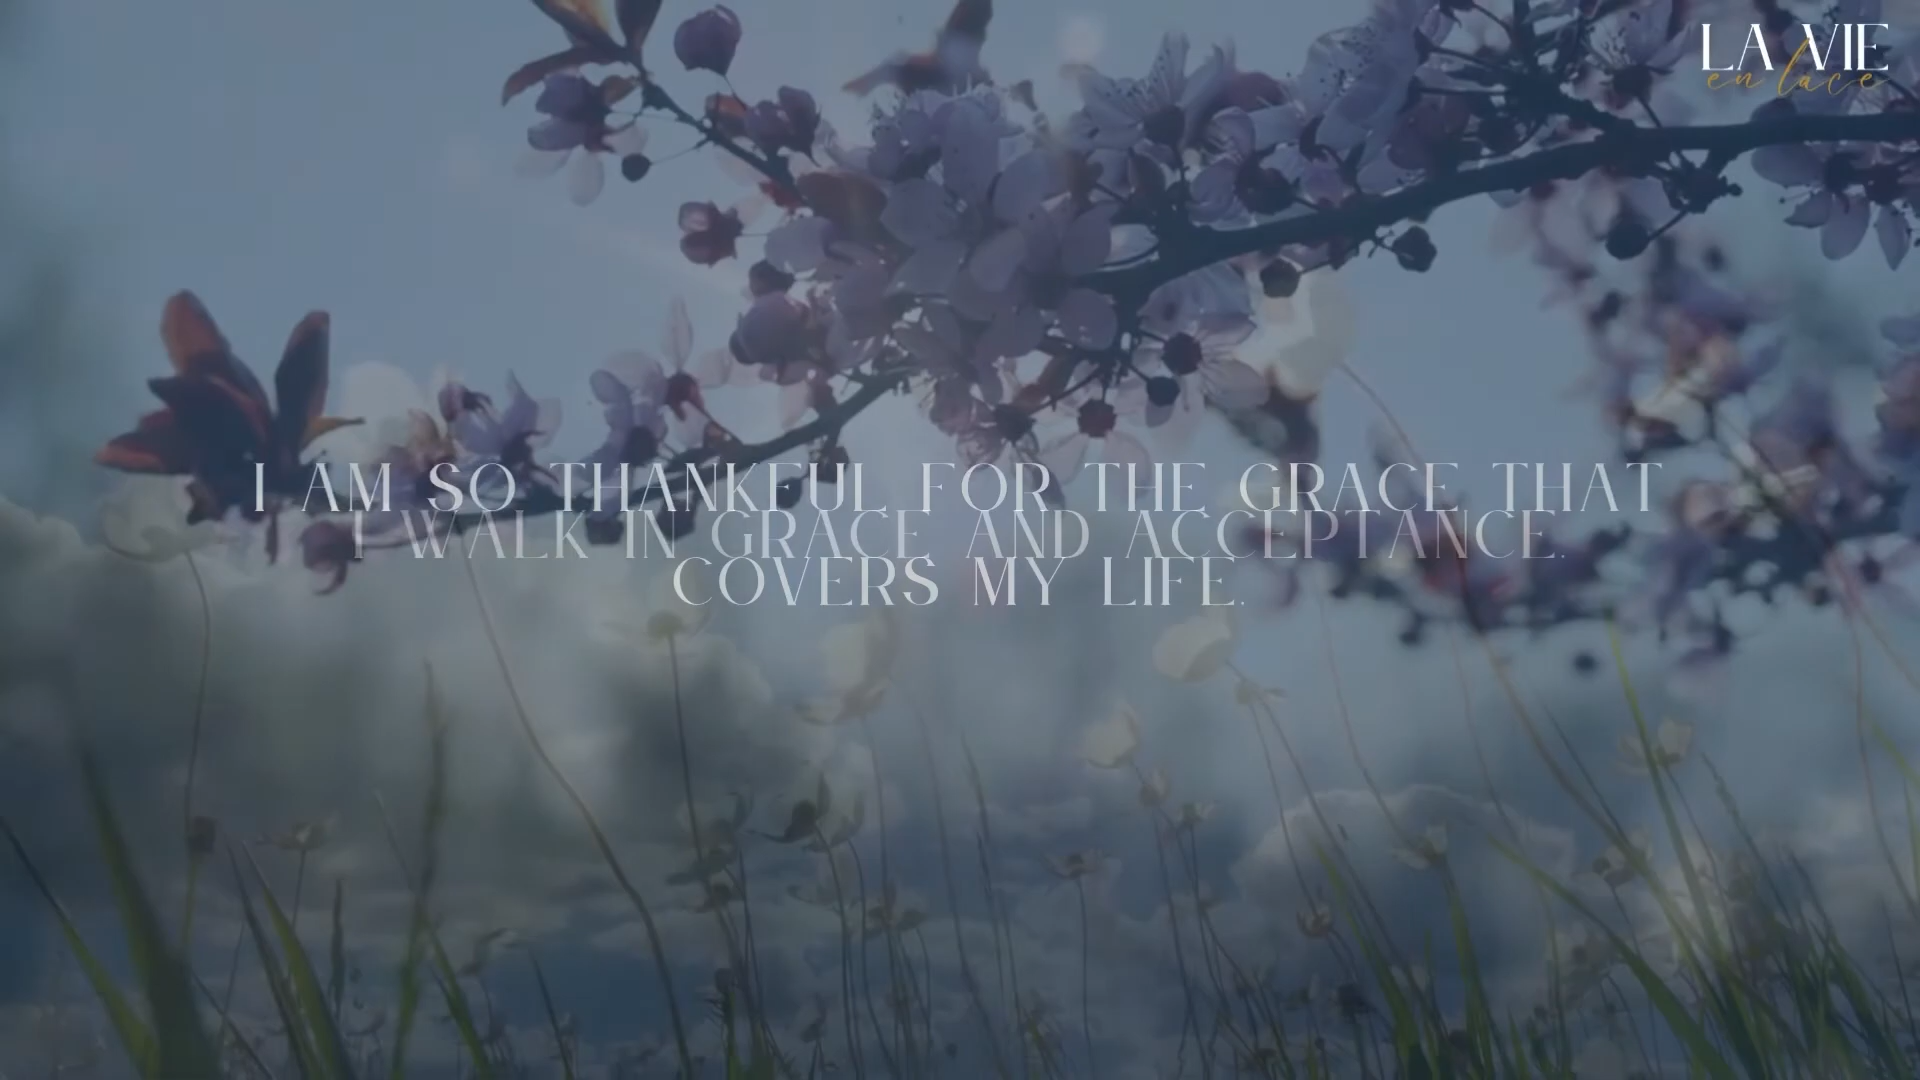 LA VIE
en lace
I AM SO THANKFUL FOR THE GRACE THAT
I WALK IN GRACE AND ACCEPTANCE.
COVERS MY LIFE.